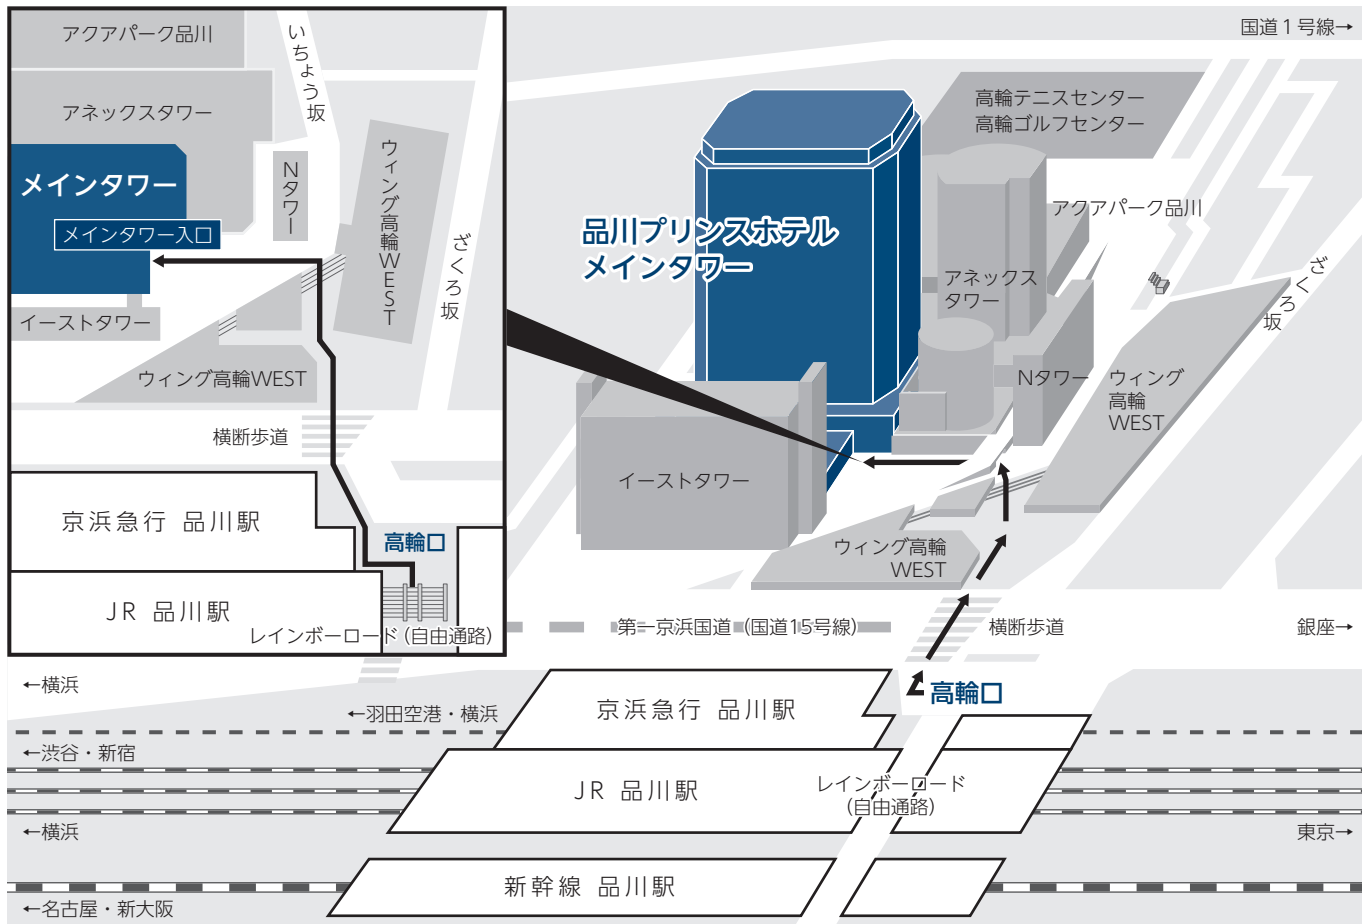 アクアパーク品川
いちょう坂
アネックスタワー
メインタワー
メインタワー入口
Nタワー
ウィング高輪WEST
ざくろ坂
イーストタワー
ウィング高輪WEST
横断歩道
京浜急行 品川駅
高輪口
JR 品川駅
レインボーロード(自由通路)
国道1号線→
高輪テニスセンター
高輪ゴルフセンター
アクアパーク品川
品川プリンスホテル
メインタワー
アネックス
タワー
ざくろ坂
Nタワー
ウィング
高輪
WEST
イーストタワー
ウィング高輪
WEST
第一京浜国道(国道15号線)
横断歩道
銀座→
←横浜
高輪口
←羽田空港・横浜
京浜急行 品川駅
←渋谷・新宿
JR 品川駅
レインボーロード
(自由通路)
←横浜
東京→
新幹線 品川駅
←名古屋・新大阪